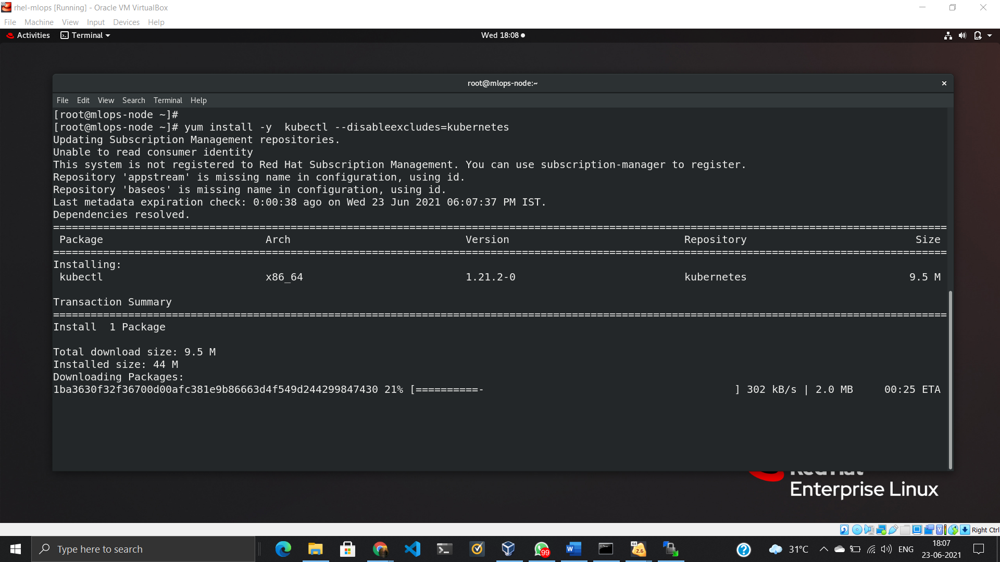 rhel-mlops [Running] - Oracle VM VirtualBox
File Machine View Input Devices Help
Activities Terminal Wed 18:08
root@mlops-node:~
File Edit View Search Terminal Help
[root@mlops-node ~]#
[root@mlops-node ~]# yum install -y  kubectl --disableexcludes=kubernetes
Updating Subscription Management repositories.
Unable to read consumer identity
This system is not registered to Red Hat Subscription Management. You can use subscription-manager to register.
Repository 'appstream' is missing name in configuration, using id.
Repository 'baseos' is missing name in configuration, using id.
Last metadata expiration check: 0:00:38 ago on Wed 23 Jun 2021 06:07:37 PM IST.
Dependencies resolved.
===============================================================================================================================================
Package Arch Version Repository Size
===============================================================================================================================================
Installing:
kubectl x86_64 1.21.2-0 kubernetes 9.5 M
Transaction Summary
===============================================================================================================================================
Install  1 Package
Total download size: 9.5 M
Installed size: 44 M
Downloading Packages:
1ba3630f32f36700d00afc381e9b86663d4f549d244299847430 21% [==========-                                        ] 302 kB/s | 2.0 MB     00:25 ETA
Red Hat
Enterprise Linux
Right Ctrl
Type here to search
99
64
2.6
31°C
ENG
18:07
23-06-2021